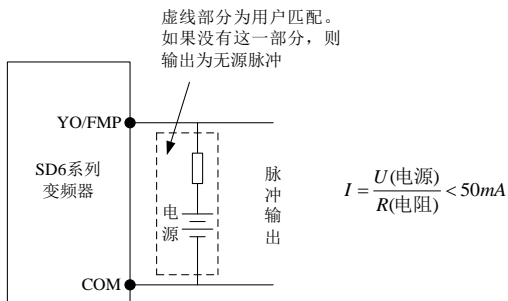 虚线部分为用户匹配。
如果没有这一部分，则
输出为无源脉冲
YO/FMP
SD6系列
变频器
电源
脉冲输出
I = U(电源) / R(电阻) < 50mA
COM